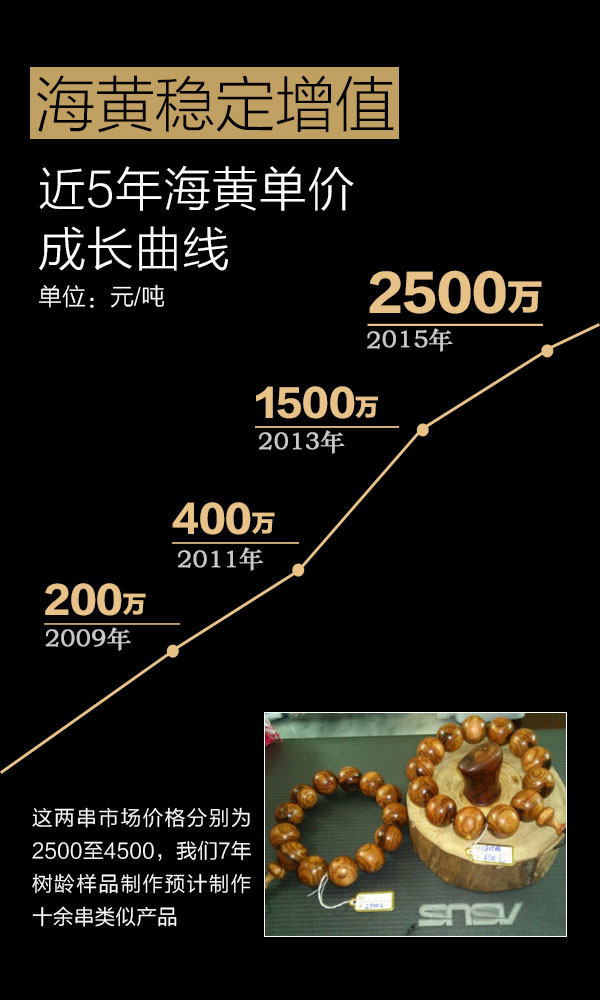 海黄稳定增值
近5年海黄单价
成长曲线
单位：元/吨
2500万
2015年
1500万
2013年
400万
2011年
200万
2009年
这两串市场价格分别为
2500至4500，我们7年
树龄样品制作预计制作
十余串类似产品
ASUS